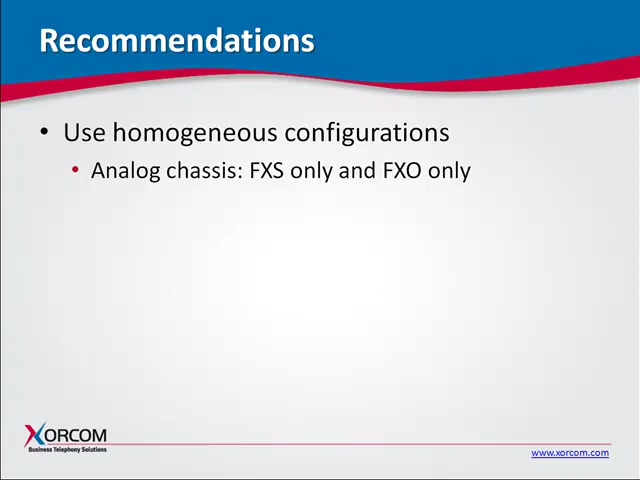 Recommendations
• Use homogeneous configurations
• Analog chassis: FXS only and FXO only
XORCOM
Business Telephony Solutions
www.xorcom.com